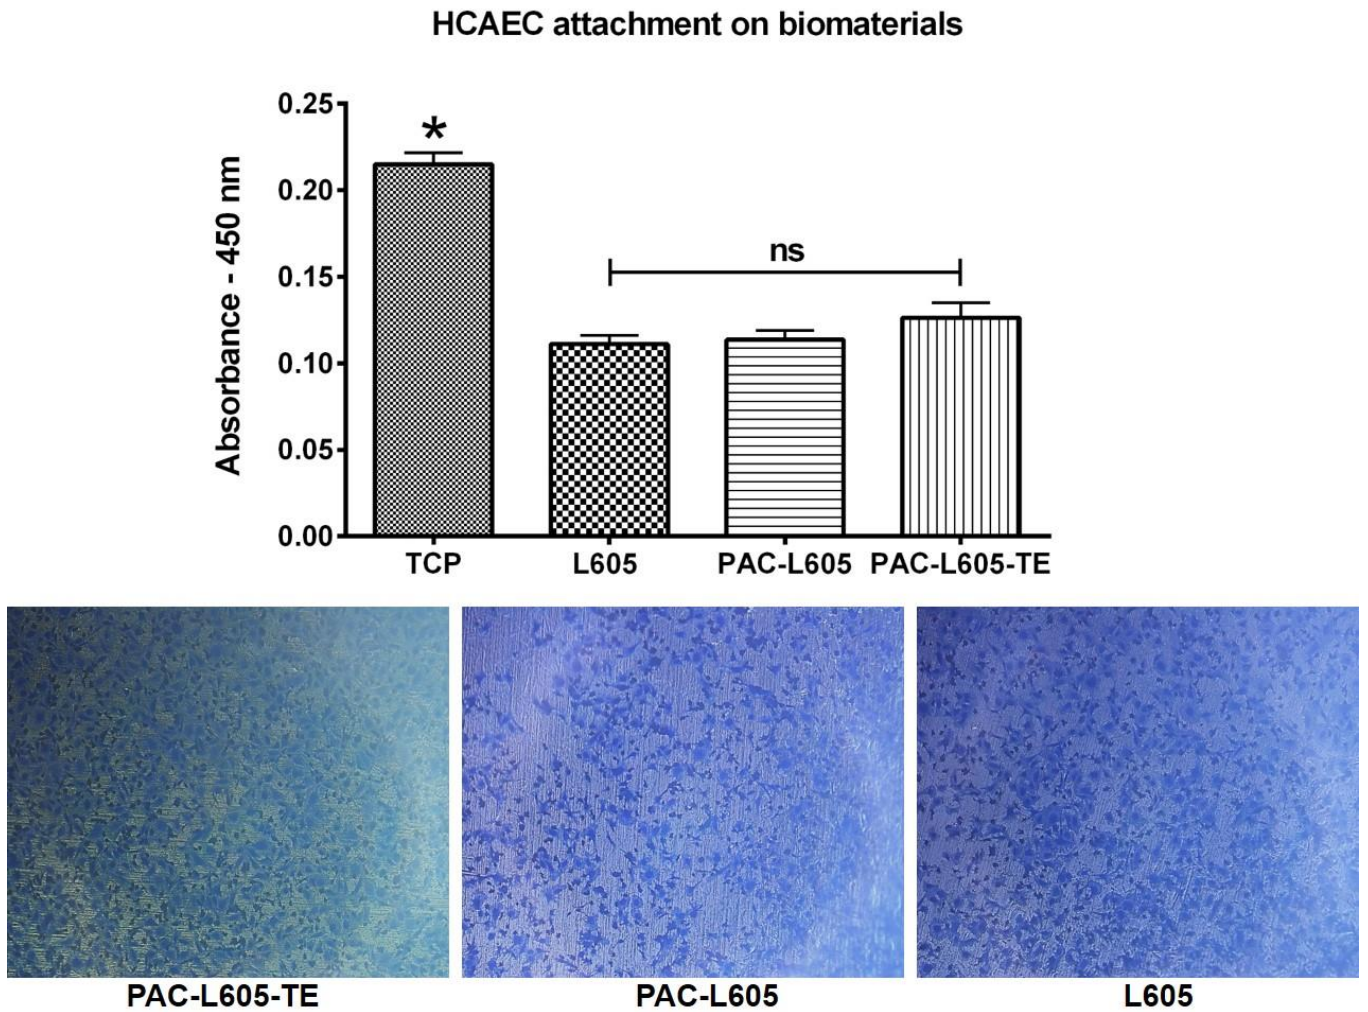 HCAEC attachment on biomaterials
Absorbance - 450 nm
0.25
0.20
0.15
0.10
0.05
0.00
*
ns
TCP L605 PAC-L605 PAC-L605-TE
PAC-L605-TE PAC-L605 L605